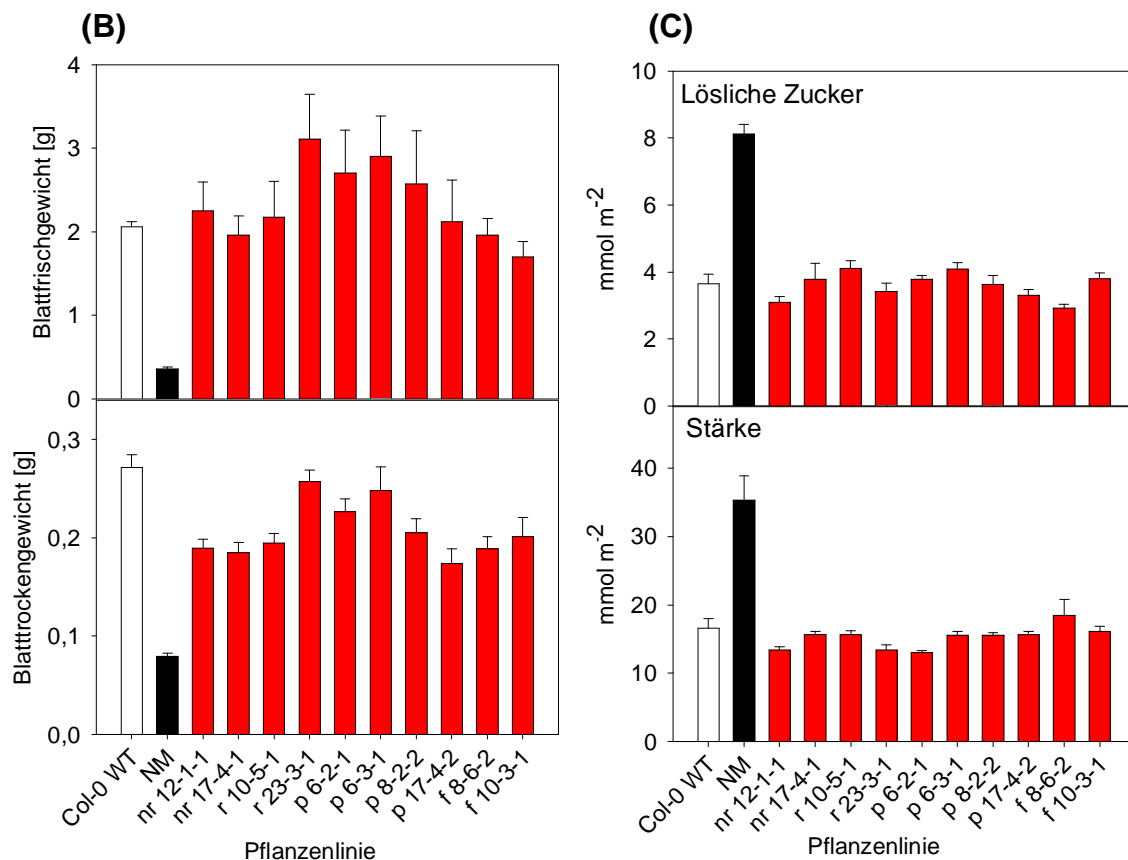 (B)
4
3
2
1
0
Blattfrischgewicht [g]
0,3
0,2
0,1
0,0
Blatttrockengewicht [g]
Col-0 WT
NM
nr 12-1-1
nr 17-4-1
r 10-5-1
r 23-3-1
p 6-2-1
p 6-3-1
p 8-2-2
p 17-4-2
f 8-6-2
f 10-3-1
Pflanzenlinie
(C)
Lösliche Zucker
10
8
6
4
2
0
mmol m-2
Stärke
40
30
20
10
0
mmol m-2
Col-0 WT
NM
nr 12-1-1
nr 17-4-1
r 10-5-1
r 23-3-1
p 6-2-1
p 6-3-1
p 8-2-2
p 17-4-2
f 8-6-2
f 10-3-1
Pflanzenlinie